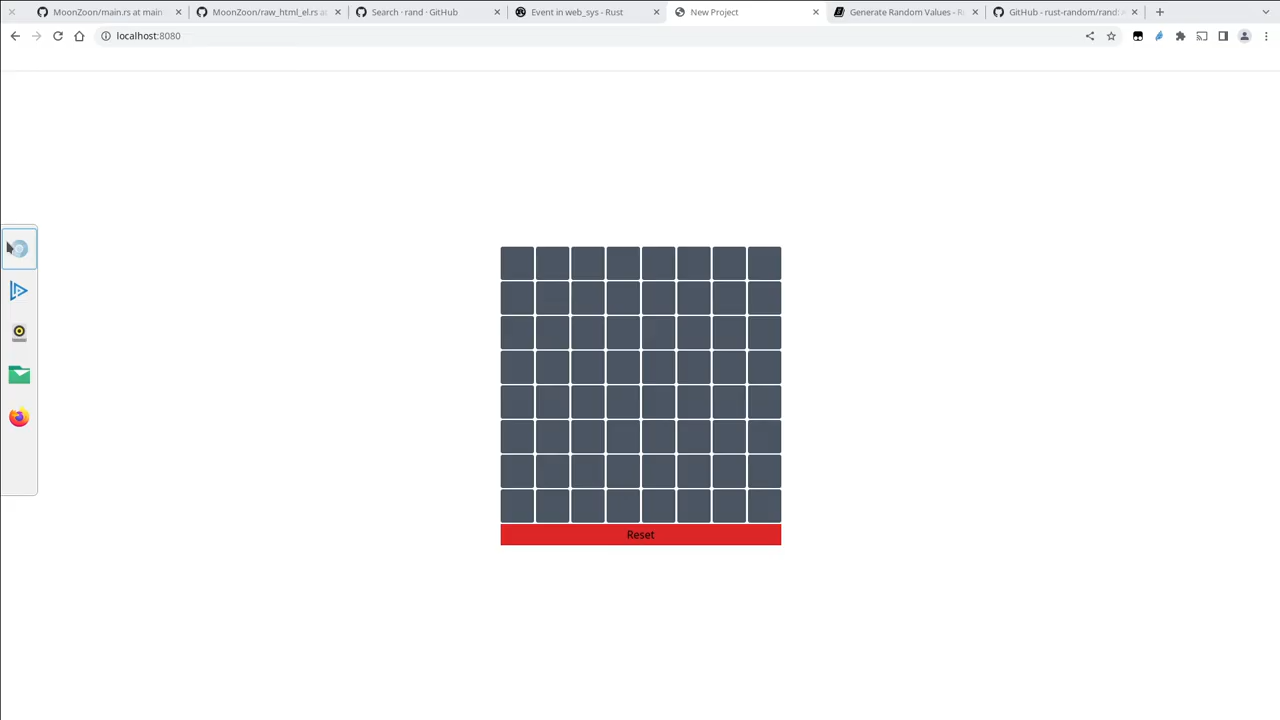 MoonZoon/main.rs at main
MoonZoon/raw_html_el.rs a
Search · rand · GitHub
Event in web_sys - Rust
New Project
Generate Random Values - R
GitHub - rust-random/rand:
localhost:8080
Reset